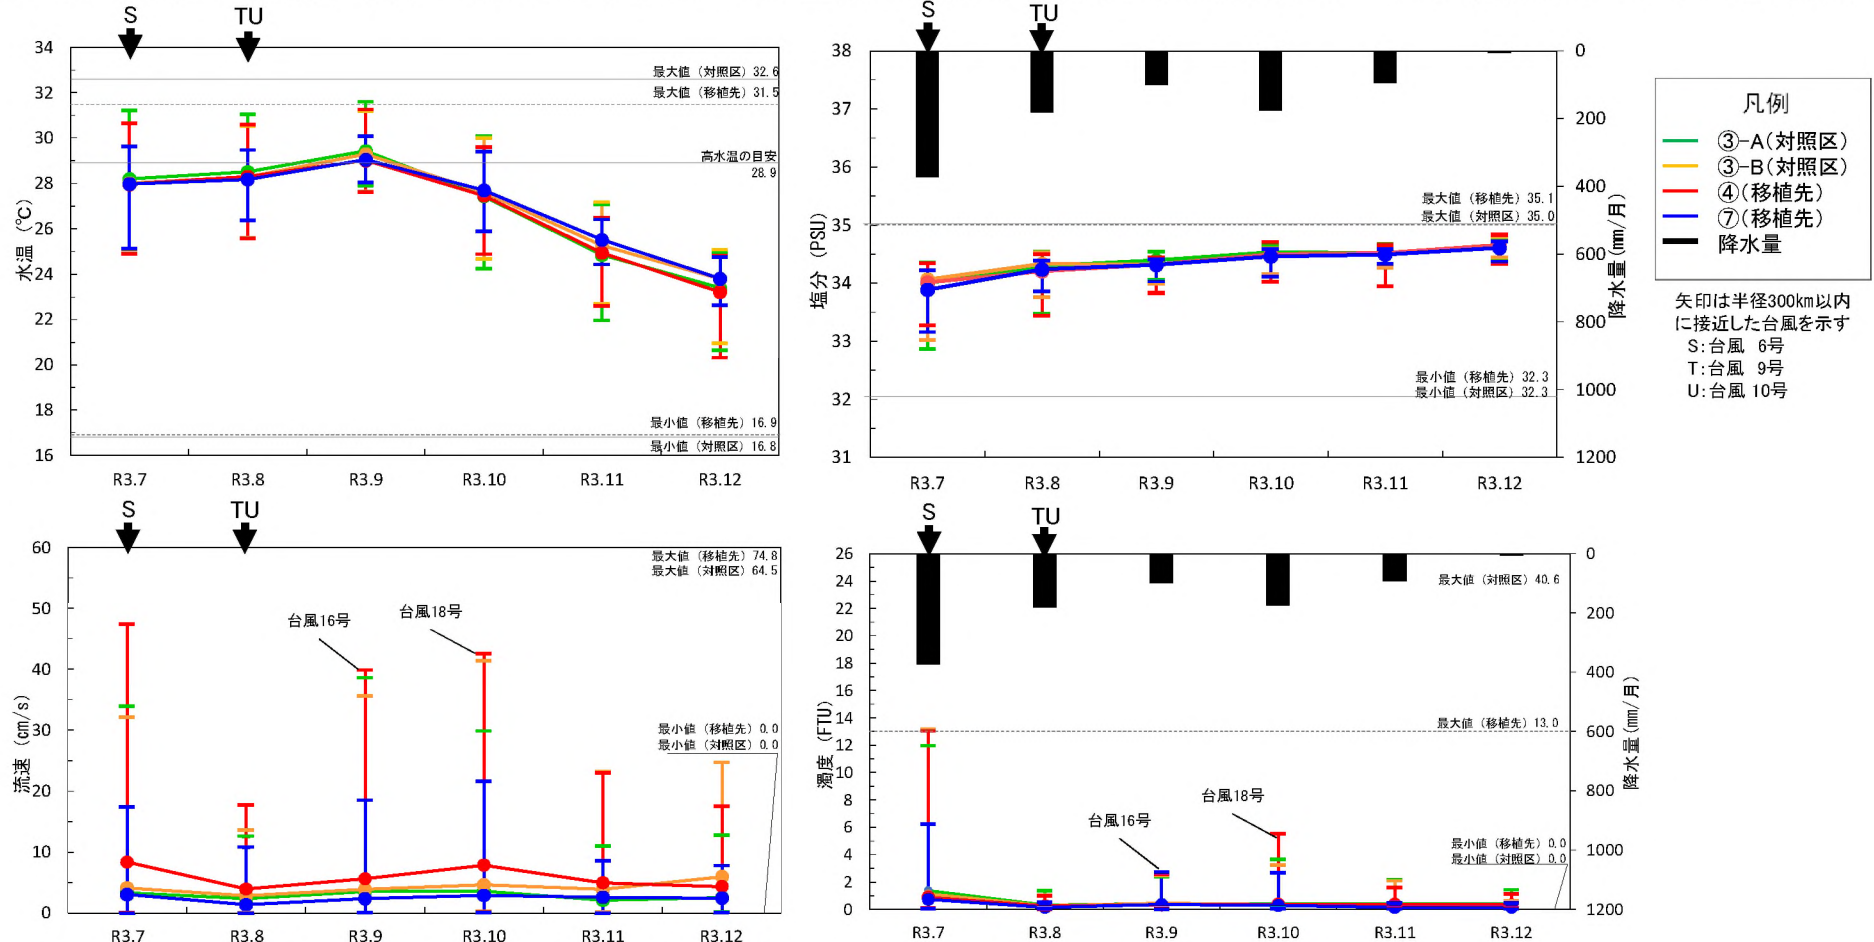 S
TU
34
32
30
28
26
24
22
20
18
16
水温 (℃)
最大値 (対照区) 32.6
最大値 (移植先) 31.5
高水温の目安
28.9
最小値 (移植先) 16.9
最小値 (対照区) 16.8
R3.7
R3.8
R3.9
R3.10
R3.11
R3.12
S
TU
38
37
36
35
34
33
32
31
塩分 (PSU)
最大値 (移植先) 35.1
最大値 (対照区) 35.0
最小値 (移植先) 32.3
最小値 (対照区) 32.3
0
200
400
600
800
1000
1200
降水量(mm/月)
R3.7
R3.8
R3.9
R3.10
R3.11
R3.12
凡例
③-A(対照区)
③-B(対照区)
④(移植先)
⑦(移植先)
降水量
矢印は半径300km以内
に接近した台風を示す
S:台風 6号
T:台風 9号
U:台風 10号
S
TU
60
50
40
30
20
10
0
流速 (cm/s)
最大値 (移植先) 74.8
最大値 (対照区) 64.5
台風16号
台風18号
最小値 (移植先) 0.0
最小値 (対照区) 0.0
R3.7
R3.8
R3.9
R3.10
R3.11
R3.12
S
TU
26
24
22
20
18
16
14
12
10
8
6
4
2
0
濁度 (FTU)
最大値 (対照区) 40.6
最大値 (移植先) 13.0
台風16号
台風18号
最小値 (移植先) 0.0
最小値 (対照区) 0.0
0
200
400
600
800
1000
1200
降水量(mm/月)
R3.7
R3.8
R3.9
R3.10
R3.11
R3.12